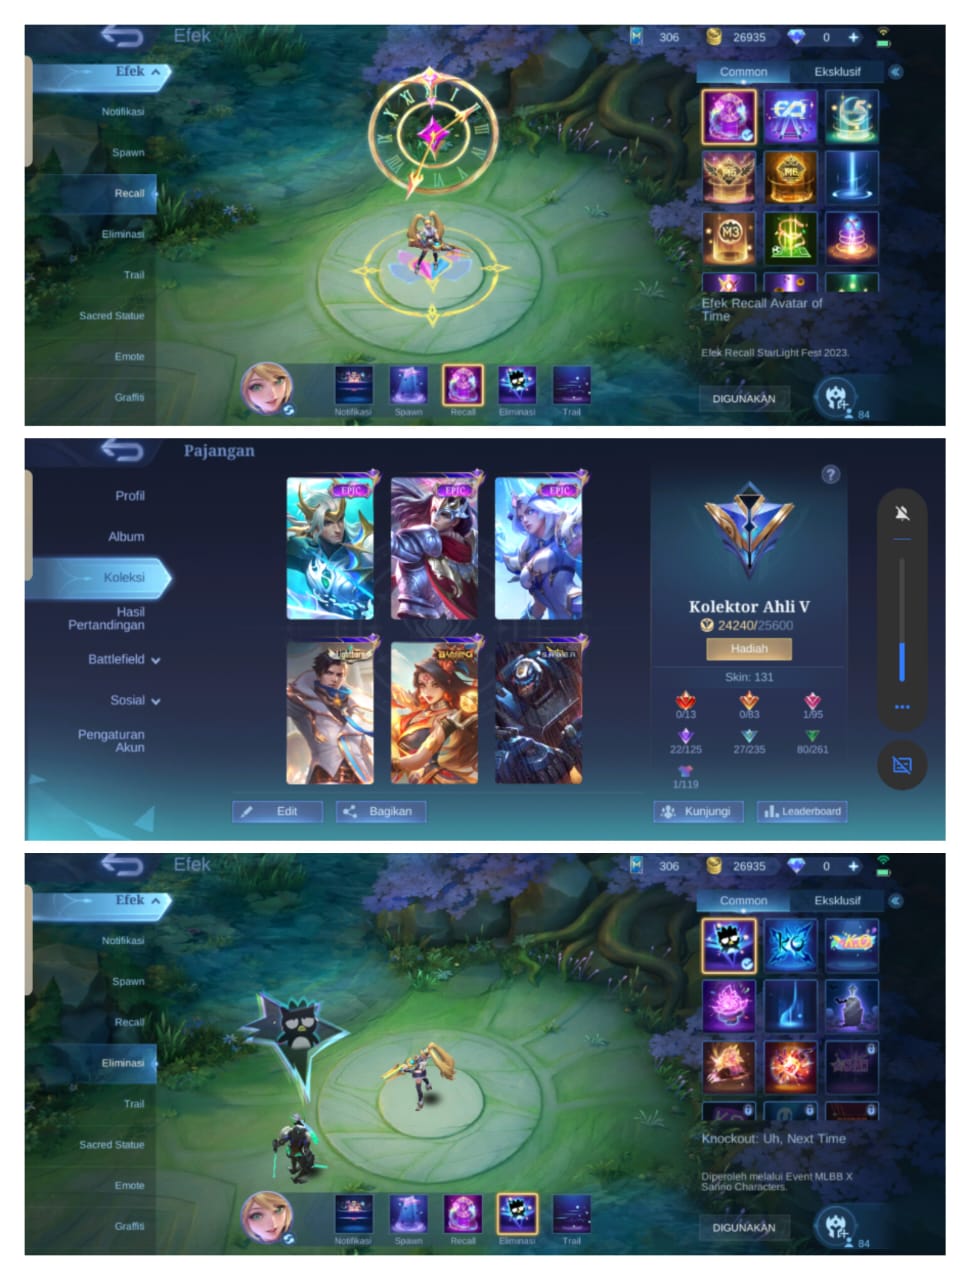 Efek
306
26935
0
Efek
Common
Eksklusif
Notifikasi
Spawn
Recall
Eliminasi
Trail
Sacred Statue
Emote
Graffiti
M6
M3
Efek Recall Avatar of
Time
Efek Recall StarLight Fest 2023.
DIGUNAKAN
84
Notifikasi
Spawn
Recall
Eliminasi
Trail
Pajangan
Profil
Album
Koleksi
Hasil
Pertandingan
Battlefield
Sosial
Pengaturan
Akun
EPIC
EPIC
EPIC
Lightborn
SABER
?
Kolektor Ahli V
24240/25600
Hadiah
Skin: 131
0/13
0/83
1/95
22/125
27/235
80/261
1/119
Edit
Bagikan
Kunjungi
Leaderboard
Efek
306
26935
0
Efek
Common
Eksklusif
Notifikasi
Spawn
Recall
Eliminasi
Trail
Sacred Statue
Emote
Graffiti
KO
K.O
Knockout: Uh, Next Time
Diperoleh melalui Event MLBB X
Sanrio Characters.
DIGUNAKAN
84
Notifikasi
Spawn
Recall
Eliminasi
Trail